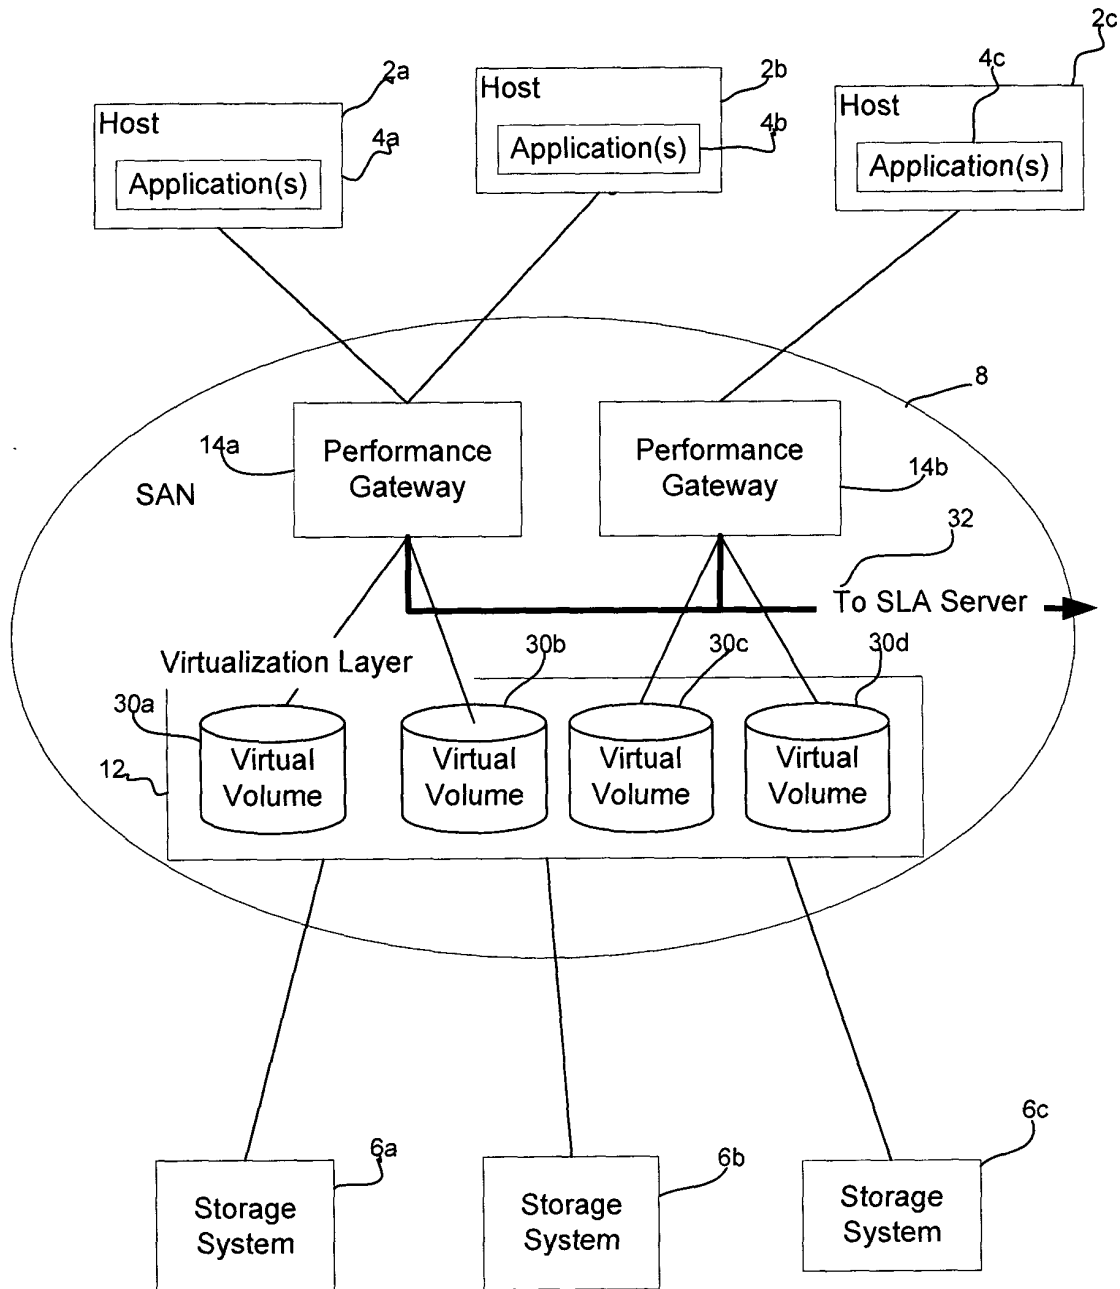 2c
2a
2b
4c
Host
Host
Host
4a
4b
Application(s)
Application(s)
Application(s)
8
14a
Performance
Gateway
Performance
Gateway
14b
SAN
32
To SLA Server
Virtualization Layer
30b
30c
30d
30a
12
Virtual
Volume
Virtual
Volume
Virtual
Volume
Virtual
Volume
6a
6b
6c
Storage
System
Storage
System
Storage
System